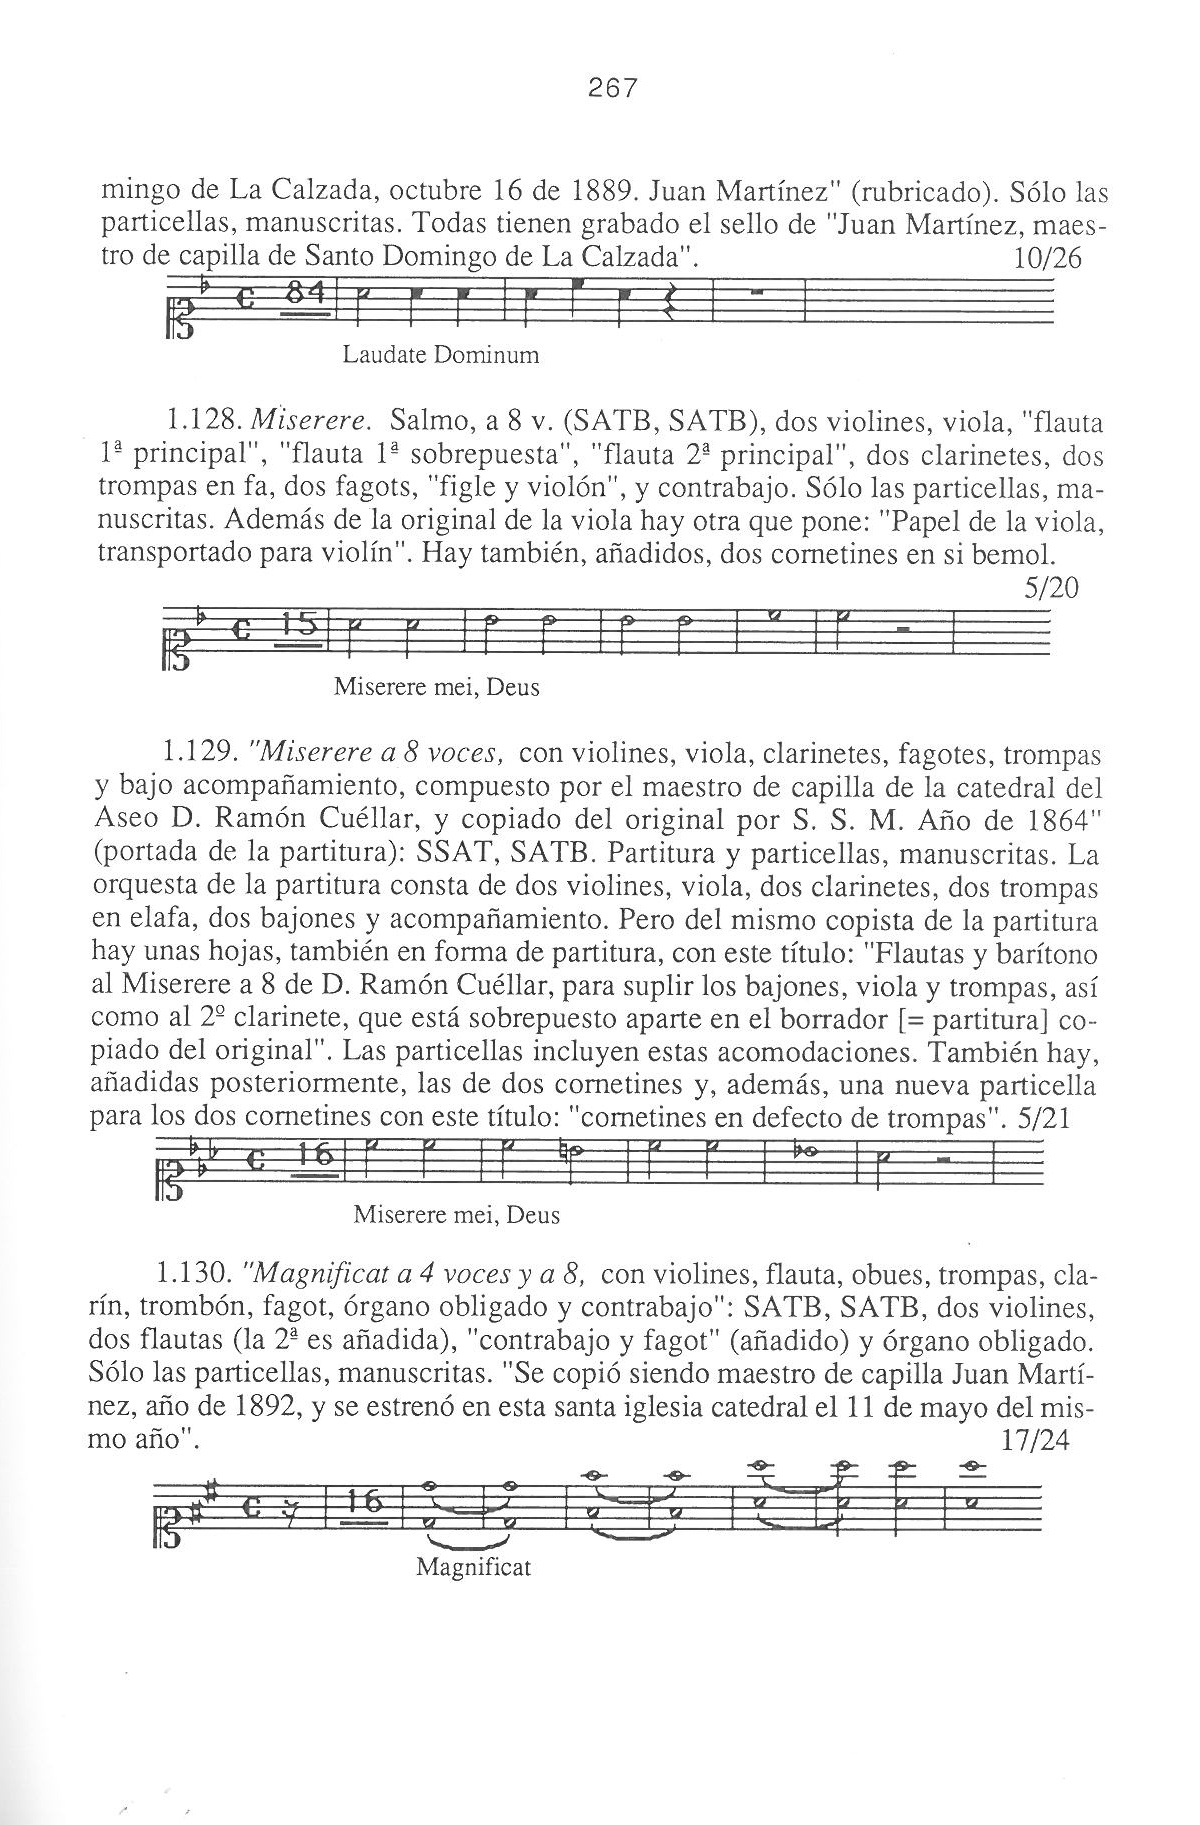 267
mingo de La Calzada, octubre 16 de 1889. Juan Martínez" (rubricado). Sólo las
particellas, manuscritas. Todas tienen grabado el sello de "Juan Martínez, maes-
tro de capilla de Santo Domingo de La Calzada". 10/26
84
Laudate Dominum
1.128. Miserere. Salmo, a 8 v. (SATB, SATB), dos violines, viola, "flauta
1ª principal", "flauta 1ª sobrepuesta", "flauta 2ª principal", dos clarinetes, dos
trompas en fa, dos fagots, "figle y violón", y contrabajo. Sólo las particellas, ma-
nuscritas. Además de la original de la viola hay otra que pone: "Papel de la viola,
transportado para violín". Hay también, añadidos, dos cornetines en si bemol.
5/20
15
Miserere mei, Deus
1.129. "Miserere a 8 voces, con violines, viola, clarinetes, fagotes, trompas
y bajo acompañamiento, compuesto por el maestro de capilla de la catedral del
Aseo D. Ramón Cuéllar, y copiado del original por S. S. M. Año de 1864"
(portada de la partitura): SSAT, SATB. Partitura y particellas, manuscritas. La
orquesta de la partitura consta de dos violines, viola, dos clarinetes, dos trompas
en elafa, dos bajones y acompañamiento. Pero del mismo copista de la partitura
hay unas hojas, también en forma de partitura, con este título: "Flautas y barítono
al Miserere a 8 de D. Ramón Cuéllar, para suplir los bajones, viola y trompas, así
como al 2º clarinete, que está sobrepuesto aparte en el borrador [= partitura] co-
piado del original". Las particellas incluyen estas acomodaciones. También hay,
añadidas posteriormente, las de dos cornetines y, además, una nueva particella
para los dos cornetines con este título: "cornetines en defecto de trompas". 5/21
16
Miserere mei, Deus
1.130. "Magnificat a 4 voces y a 8, con violines, flauta, obues, trompas, cla-
rín, trombón, fagot, órgano obligado y contrabajo": SATB, SATB, dos violines,
dos flautas (la 2ª es añadida), "contrabajo y fagot" (añadido) y órgano obligado.
Sólo las particellas, manuscritas. "Se copió siendo maestro de capilla Juan Martí-
nez, año de 1892, y se estrenó en esta santa iglesia catedral el 11 de mayo del mis-
mo año". 17/24
16
Magnificat